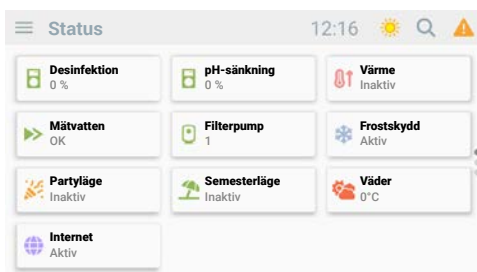 Status 12:16
Desinfektion
0 %
pH-sänkning
0 %
Värme
Inaktiv
Mätvatten
OK
Filterpump
1
Frostskydd
Aktiv
Partyläge
Inaktiv
Semesterläge
Inaktiv
Väder
0°C
Internet
Aktiv